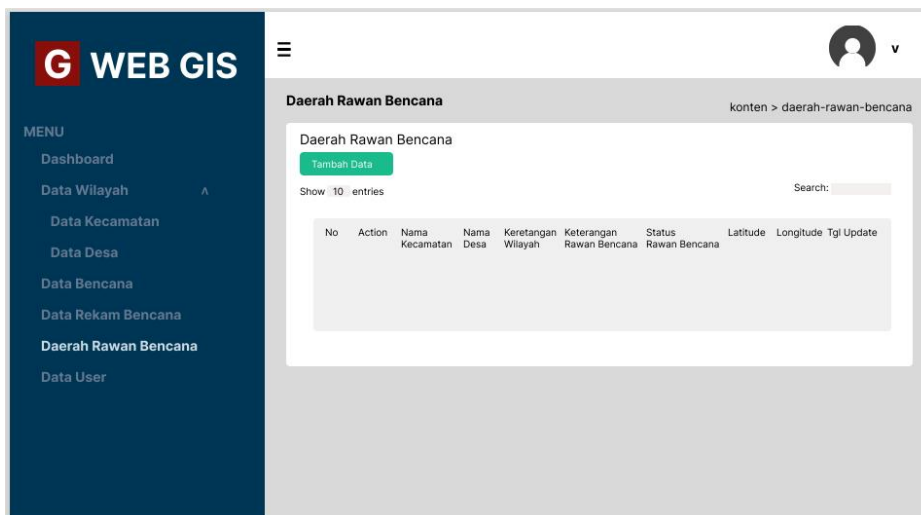 G WEB GIS
MENU
Dashboard
Data Wilayah ʌ
Data Kecamatan
Data Desa
Data Bencana
Data Rekam Bencana
Daerah Rawan Bencana
Data User
v
Daerah Rawan Bencana
konten > daerah-rawan-bencana
Daerah Rawan Bencana
Tambah Data
Show 10 entries
Search:
No Action Nama Nama Keretangan Keterangan Status Latitude Longitude Tgl Update
Kecamatan Desa Wilayah Rawan Bencana Rawan Bencana